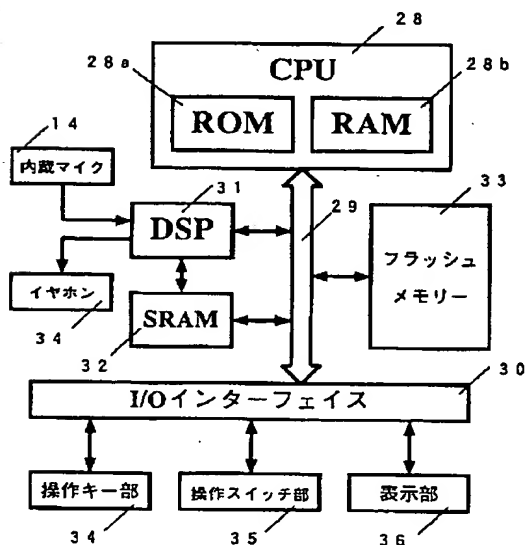 28
28a
CPU
28b
ROM
RAM
14
内蔵マイク
31
33
DSP
29
フラッシュ
メモリー
イヤホン
34
SRAM
32
30
I/Oインターフェイス
操作キー部
操作スイッチ部
表示部
34
35
36